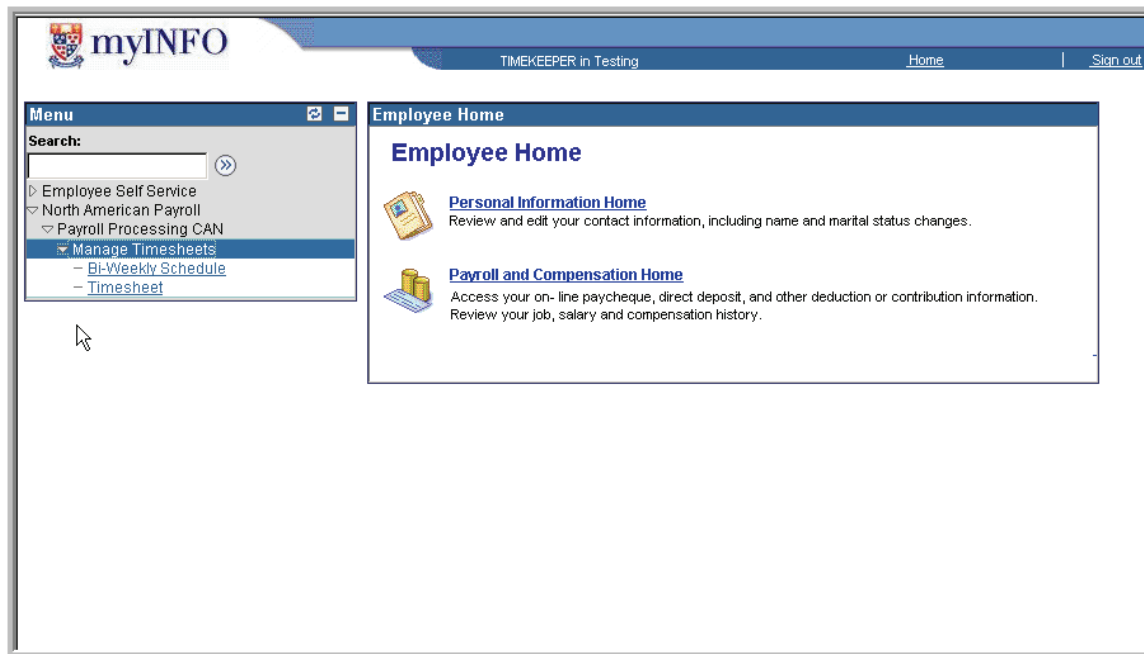 myINFO
TIMEKEEPER in Testing Home | Sign out
Menu
Search:
Employee Self Service
North American Payroll
Payroll Processing CAN
Manage Timesheets
– Bi-Weekly Schedule
– Timesheet
Employee Home
Employee Home
Personal Information Home
Review and edit your contact information, including name and marital status changes.
Payroll and Compensation Home
Access your on- line paycheque, direct deposit, and other deduction or contribution information.
Review your job, salary and compensation history.